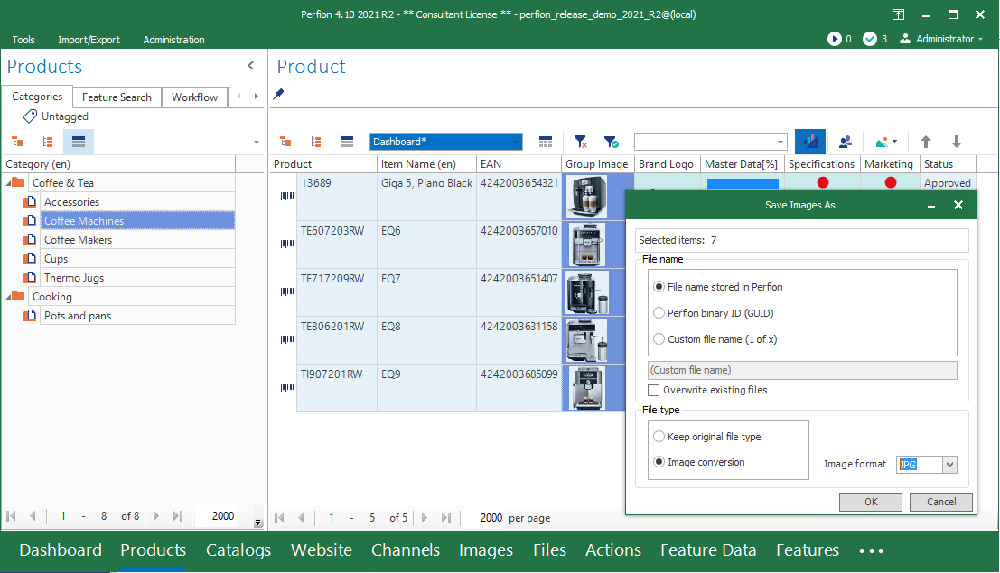 Perfion 4.10 2021 R2 - ** Consultant License ** - perfion_release_demo_2021_R2@(local)
Tools Import/Export Administration 0 3 Administrator
Products
Product
Categories Feature Search Workflow
Untagged
Dashboard*
Category (en)
Product Item Name (en) EAN Group Image Brand Logo Master Data[%] Specifications Marketing Status
Coffee & Tea
Accessories
Coffee Machines
Coffee Makers
Cups
Thermo Jugs
Cooking
Pots and pans
13689 Giga 5, Piano Black 4242003654321 Approved
TE607203RW EQ6 4242003657010
TE717209RW EQ7 4242003651407
TE806201RW EQ8 4242003631158
TI907201RW EQ9 4242003685099
Save Images As
Selected items: 7
File name
File name stored in Perfion
Perfion binary ID (GUID)
Custom file name (1 of x)
(Custom file name)
Overwrite existing files
File type
Keep original file type
Image conversion
Image format JPG
OK Cancel
1 - 8 of 8 2000
1 - 5 of 5 2000 per page
Dashboard Products Catalogs Website Channels Images Files Actions Feature Data Features •••